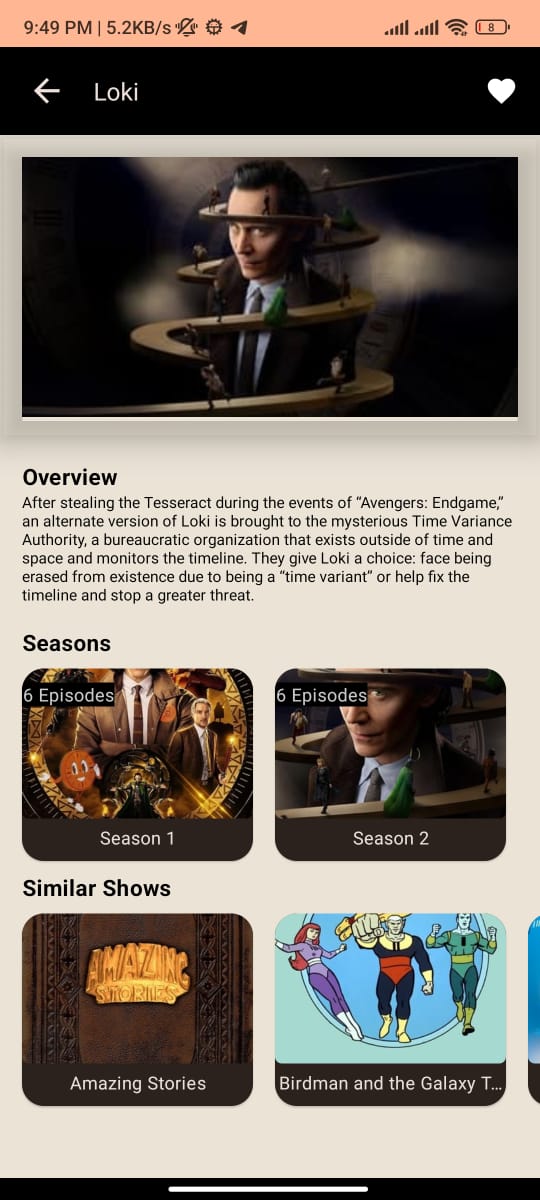 9:49 PM | 5.2KB/s
8
Loki
Overview
After stealing the Tesseract during the events of “Avengers: Endgame,”
an alternate version of Loki is brought to the mysterious Time Variance
Authority, a bureaucratic organization that exists outside of time and
space and monitors the timeline. They give Loki a choice: face being
erased from existence due to being a “time variant” or help fix the
timeline and stop a greater threat.
Seasons
6 Episodes
6 Episodes
Season 1
Season 2
Similar Shows
AMAZING
STORIES
Amazing Stories
Birdman and the Galaxy T...